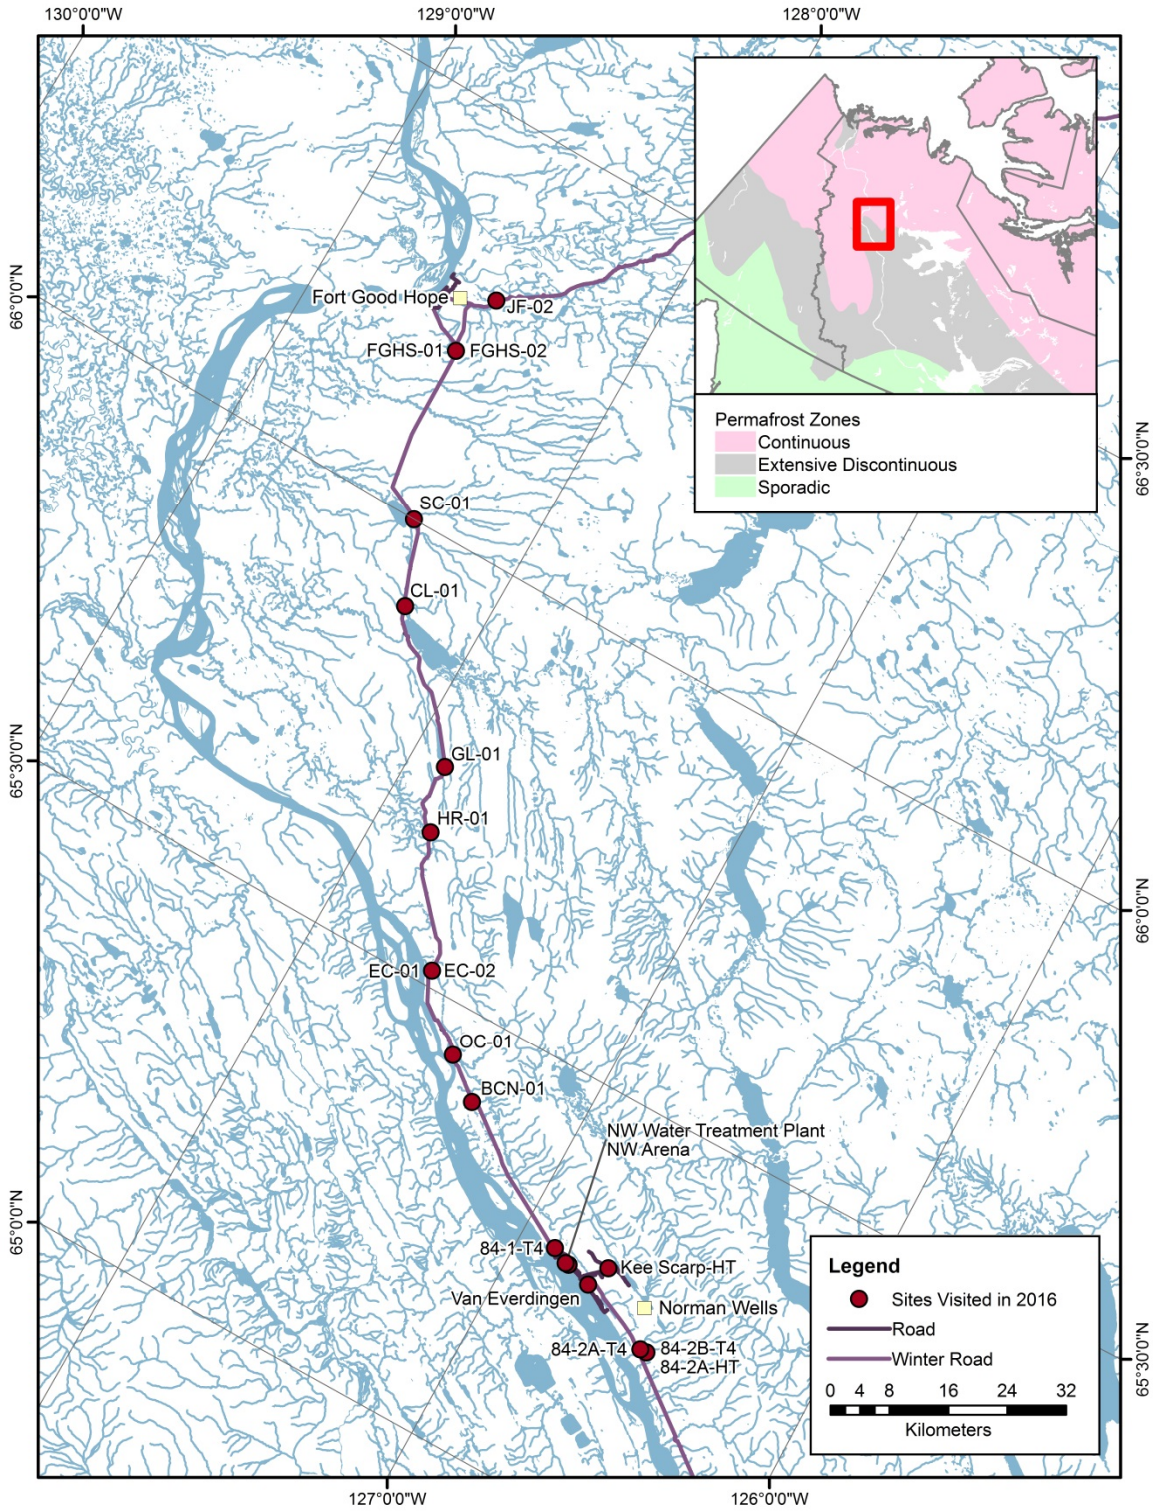 130°0'0"W
129°0'0"W
128°0'0"W
66°0'0"N
65°30'0"N
65°0'0"N
66°30'0"N
66°0'0"N
65°30'0"N
127°0'0"W
126°0'0"W
Permafrost Zones
Continuous
Extensive Discontinuous
Sporadic
Fort Good Hope
JF-02
FGHS-01
FGHS-02
SC-01
CL-01
GL-01
HR-01
EC-01
EC-02
OC-01
BCN-01
NW Water Treatment Plant
NW Arena
84-1-T4
Kee Scarp-HT
Van Everdingen
Norman Wells
84-2A-T4
84-2B-T4
84-2A-HT
Legend
Sites Visited in 2016
Road
Winter Road
0 4 8 16 24 32
Kilometers